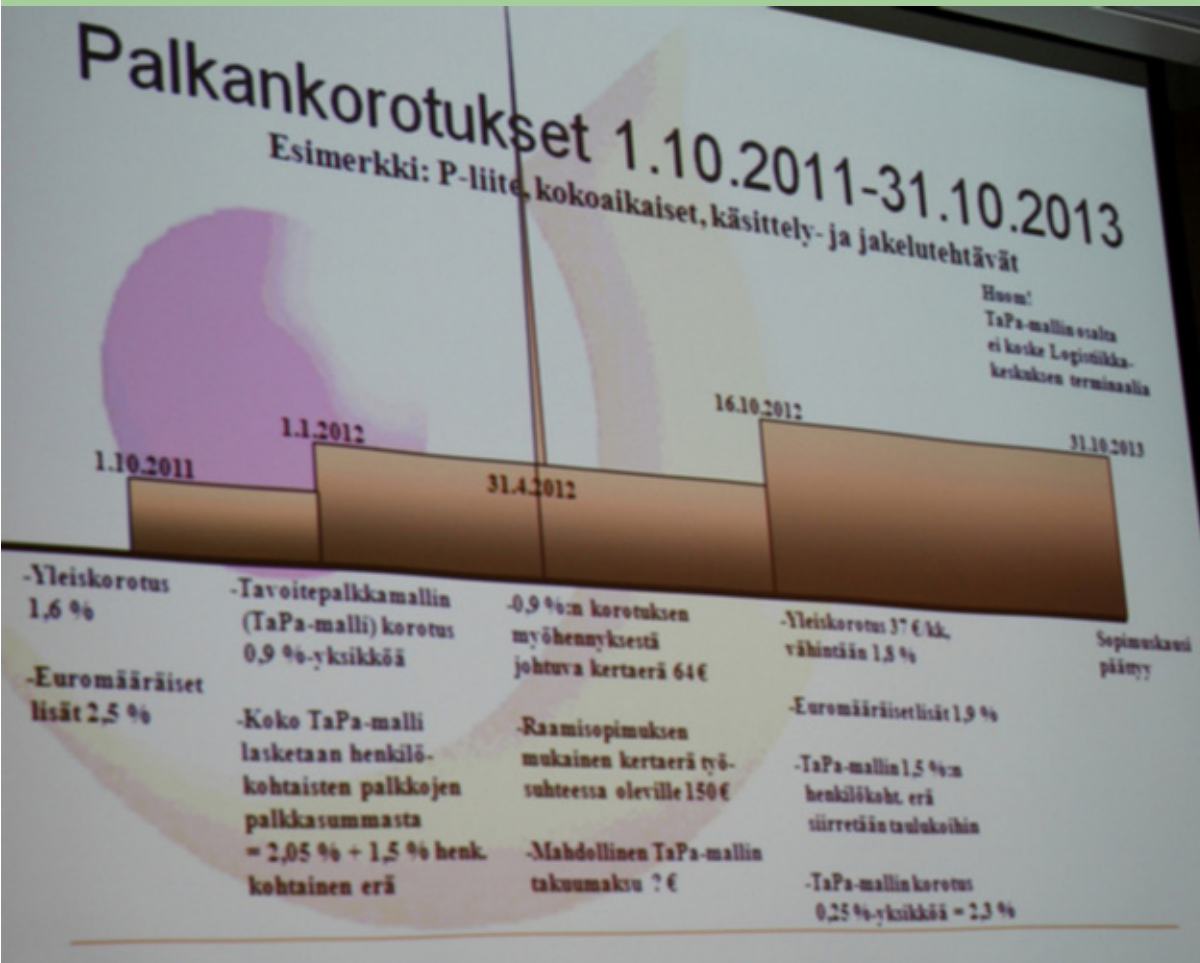 Palkankorotukset 1.10.2011-31.10.2013
Esimerkki: P-liite, kokoaikaiset, käsittely- ja jakelutehtävät
Huom!
TaPa-mallin osalta
ei koske Logistiikka-
keskuksen terminaalia
1.10.2011
1.1.2012
31.4.2012
16.10.2012
31.10.2013
-Yleiskorotus
1,6 %
-Euromääräiset
lisät 2,5 %
-Tavoitepalkkamallin
(TaPa-malli) korotus
0,9 %-yksikköä
-Koko TaPa-malli
lasketaan henkilö-
kohtaisten palkkojen
palkkasummasta
= 2,05 % + 1,5 % henk.
kohtainen erä
-0,9 %:n korotuksen
myöhennyksestä
johtuva kertaerä 64 €
-Raamisopimuksen
mukainen kertaerä työ-
suhteessa oleville 150 €
-Mahdollinen TaPa-mallin
takuumaksu ? €
-Yleiskorotus 37 €/kk,
vähintään 1,8 %
-Euromääräiset lisät 1,9 %
-TaPa-mallin 1,5 %:n
henkilökoht. erä
siirretään taulukoihin
-TaPa-mallin korotus
0,25 %-yksikköä = 2,3 %
Sopimuskausi
päättyy